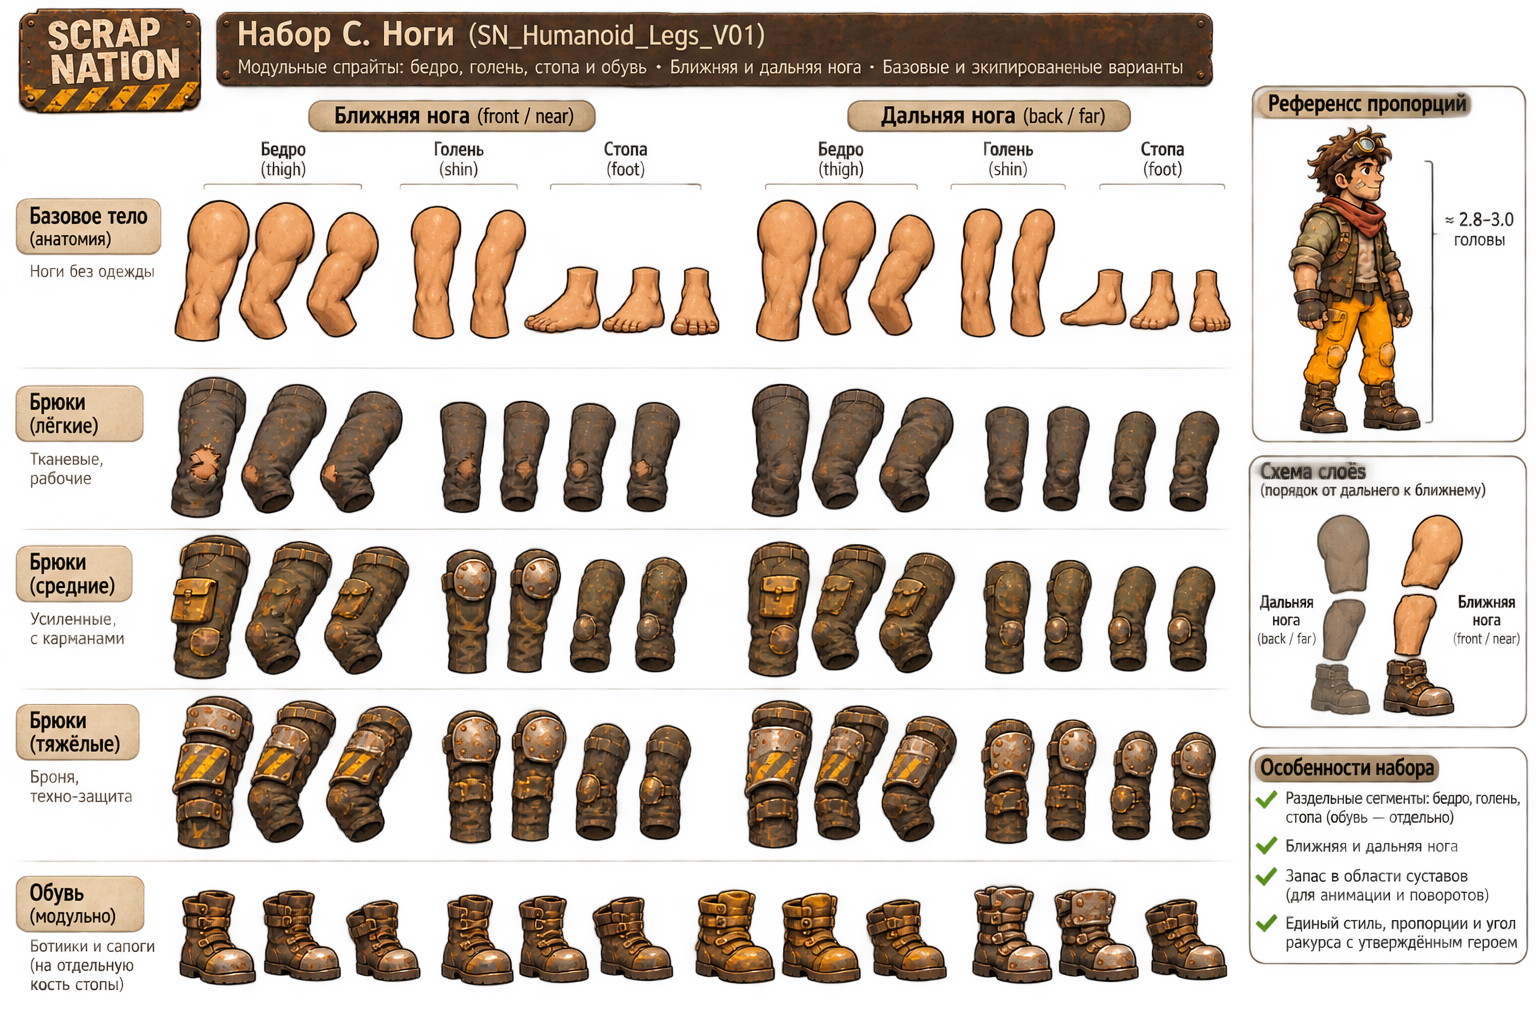 SCRAP
NATION
Набор С. Ноги (SN_Humanoid_Legs_V01)
Модульные спрайты: бедро, голень, стопа и обувь • Ближняя и дальняя нога • Базовые и экипированеные варианты
Ближняя нога (front / near)
Дальняя нога (back / far)
Бедро
(thigh)
Голень
(shin)
Стопа
(foot)
Бедро
(thigh)
Голень
(shin)
Стопа
(foot)
Базовое тело
(анатомия)
Ноги без одежды
Брюки
(лёгкие)
Тканевые,
рабочие
Брюки
(средние)
Усиленные,
с карманами
Брюки
(тяжёлые)
Броня,
техно-защита
Обувь
(модульно)
Ботиики и сапоги
(на отдельную
кость стопы)
Референсс пропорций
≈ 2.8–3.0
головы
Схема слоёs
(порядок от дальнего к ближнему)
Дальняя
нога
(back / far)
Ближняя
нога
(front / near)
Особенности набора
Раздельные сегменты: бедро, голень,
стопа (обувь — отдельно)
Ближняя и дальняя нога
Запас в области суставов
(для анимации и поворотов)
Единый стиль, пропорции и угол
ракурса с утверждённым героем